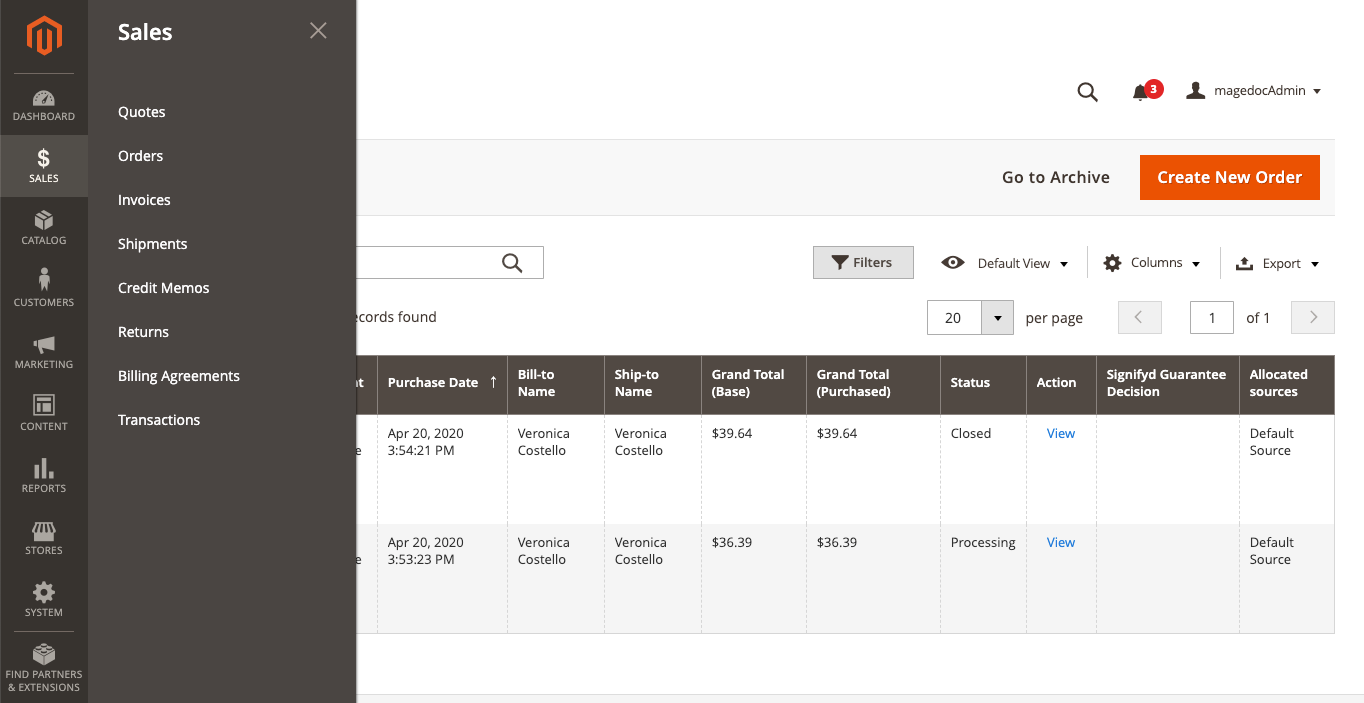 Sales
DASHBOARD
SALES
CATALOG
CUSTOMERS
MARKETING
CONTENT
REPORTS
STORES
SYSTEM
FIND PARTNERS
& EXTENSIONS
Quotes
Orders
Invoices
Shipments
Credit Memos
Returns
Billing Agreements
Transactions
3
magedocAdmin
Go to Archive
Create New Order
Filters
Default View
Columns
Export
ecords found
20
per page
1
of 1
Purchase Date ↑
Bill-to
Name
Ship-to
Name
Grand Total
(Base)
Grand Total
(Purchased)
Status
Action
Signifyd Guarantee
Decision
Allocated
sources
Apr 20, 2020
3:54:21 PM
Veronica
Costello
Veronica
Costello
$39.64
$39.64
Closed
View
Default
Source
Apr 20, 2020
3:53:23 PM
Veronica
Costello
Veronica
Costello
$36.39
$36.39
Processing
View
Default
Source